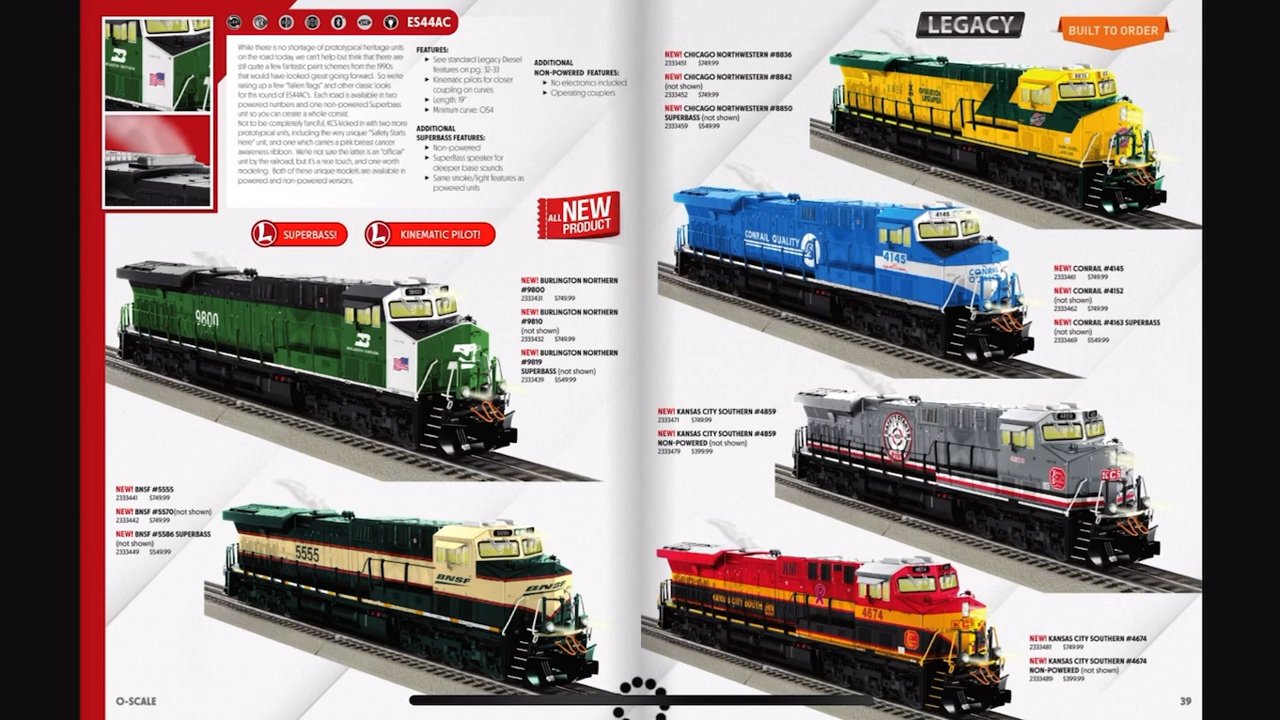 ES44AC
While there is no shortage of prototypical heritage units
on the road today, we can't help but think that there are
still quite a few fantastic paint schemes from the 1990s
that would have looked great going forward. So we're
raising up a few "fallen flags" and other classic looks
for this round of ES44AC's. Each road is available in two
powered numbers and one non-powered Superbass
unit so you can create a whole consist.
Not to be completely fanciful, KCS kicked in with two more
prototypical units, including the very unique "Safety Starts
Here" unit, and one which carries a pink breast cancer
awareness ribbon. We're not sure the latter is an "official"
unit by the railroad, but it's a nice touch, and one worth
modeling. Both of these unique models are available in
powered and non-powered versions.
FEATURES:
► See standard Legacy Diesel
features on pg. 32-33
► Kinematic pilots for closer
coupling on curves
► Length: 19"
► Minimum curve: O54
ADDITIONAL
SUPERBASS FEATURES:
► Non-powered
► SuperBass speaker for
deeper base sounds
► Same smoke/light features as
powered units
ADDITIONAL
NON-POWERED FEATURES:
► No electronics included
► Operating couplers
L SUPERBASS!
L KINEMATIC PILOT!
ALL NEW
PRODUCT
9800
NEW! BURLINGTON NORTHERN
#9800
2333431 $749.99
NEW! BURLINGTON NORTHERN
#9810
(not shown)
2333432 $749.99
NEW! BURLINGTON NORTHERN
#9819
SUPERBASS (not shown)
2333439 $549.99
NEW! BNSF #5555
2333441 $749.99
NEW! BNSF #5570(not shown)
2333442 $749.99
NEW! BNSF #5586 SUPERBASS
(not shown)
2333449 $549.99
5555
BNSF
BNSF
O-SCALE
LEGACY
BUILT TO ORDER
NEW! CHICAGO NORTHWESTERN #8836
2333451 $749.99
NEW! CHICAGO NORTHWESTERN #8842
(not shown)
2333452 $749.99
NEW! CHICAGO NORTHWESTERN #8850
SUPERBASS (not shown)
2333459 $549.99
8836
CONRAIL QUALITY
4145
4145
NEW! CONRAIL #4145
2333461 $749.99
NEW! CONRAIL #4152
(not shown)
2333462 $749.99
NEW! CONRAIL #4163 SUPERBASS
(not shown)
2333469 $549.99
NEW! KANSAS CITY SOUTHERN #4859
2333471 $749.99
NEW! KANSAS CITY SOUTHERN #4859
NON-POWERED (not shown)
2333479 $399.99
4859
KCS
KANSAS CITY SOUTHERN
4674
4674
NEW! KANSAS CITY SOUTHERN #4674
2333481 $749.99
NEW! KANSAS CITY SOUTHERN #4674
NON-POWERED (not shown)
2333489 $399.99
39